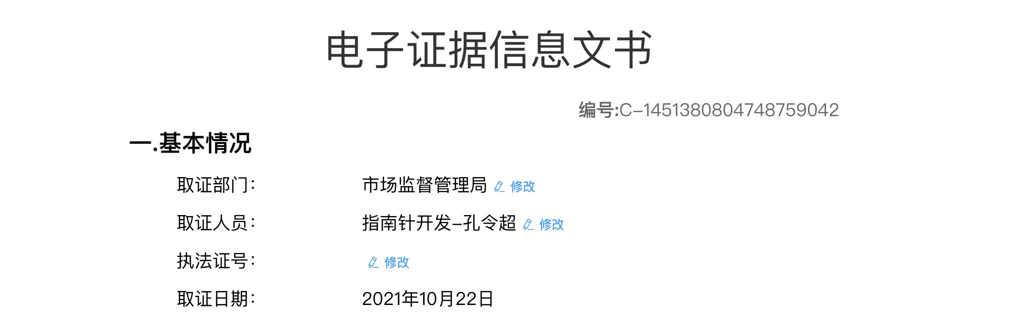 电子证据信息文书
编号:C-1451380804748759042
一.基本情况
取证部门： 市场监督管理局 修改
取证人员： 指南针开发-孔令超 修改
执法证号： 修改
取证日期： 2021年10月22日